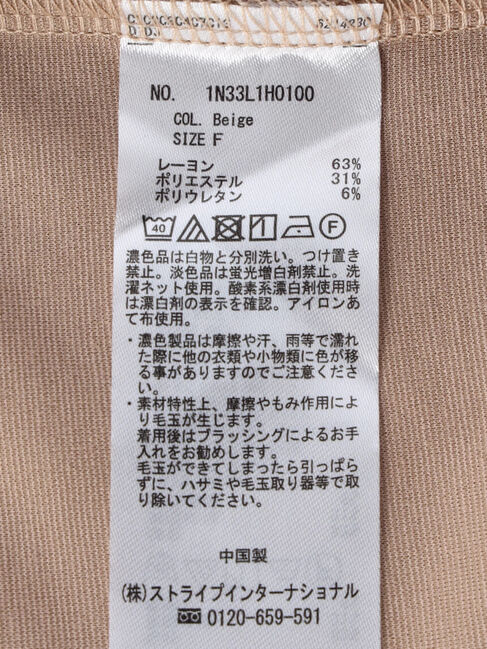 NO. 1N33L1H0100
COL. Beige
SIZE F
レーヨン 63%
ポリエステル 31%
ポリウレタン 6%
40 F
濃色品は白物と分別洗い。つけ置き
禁止。淡色品は蛍光増白剤禁止。洗
濯ネット使用。酸素系漂白剤使用時
は漂白剤の表示を確認。アイロンあ
て布使用。
・濃色製品は摩擦や汗、雨等で濡れ
た際に他の衣類や小物類に色が移
る事がありますのでご注意くださ
い。
・素材特性上、摩擦やもみ作用によ
り毛玉が生じます。
着用後はブラッシングによるお手
入れをお勧めします。
毛玉ができてしまったら引っぱら
ずに、ハサミや毛玉取り器等で取
り除いてください。
中国製
(株)ストライプインターナショナル
0120-659-591